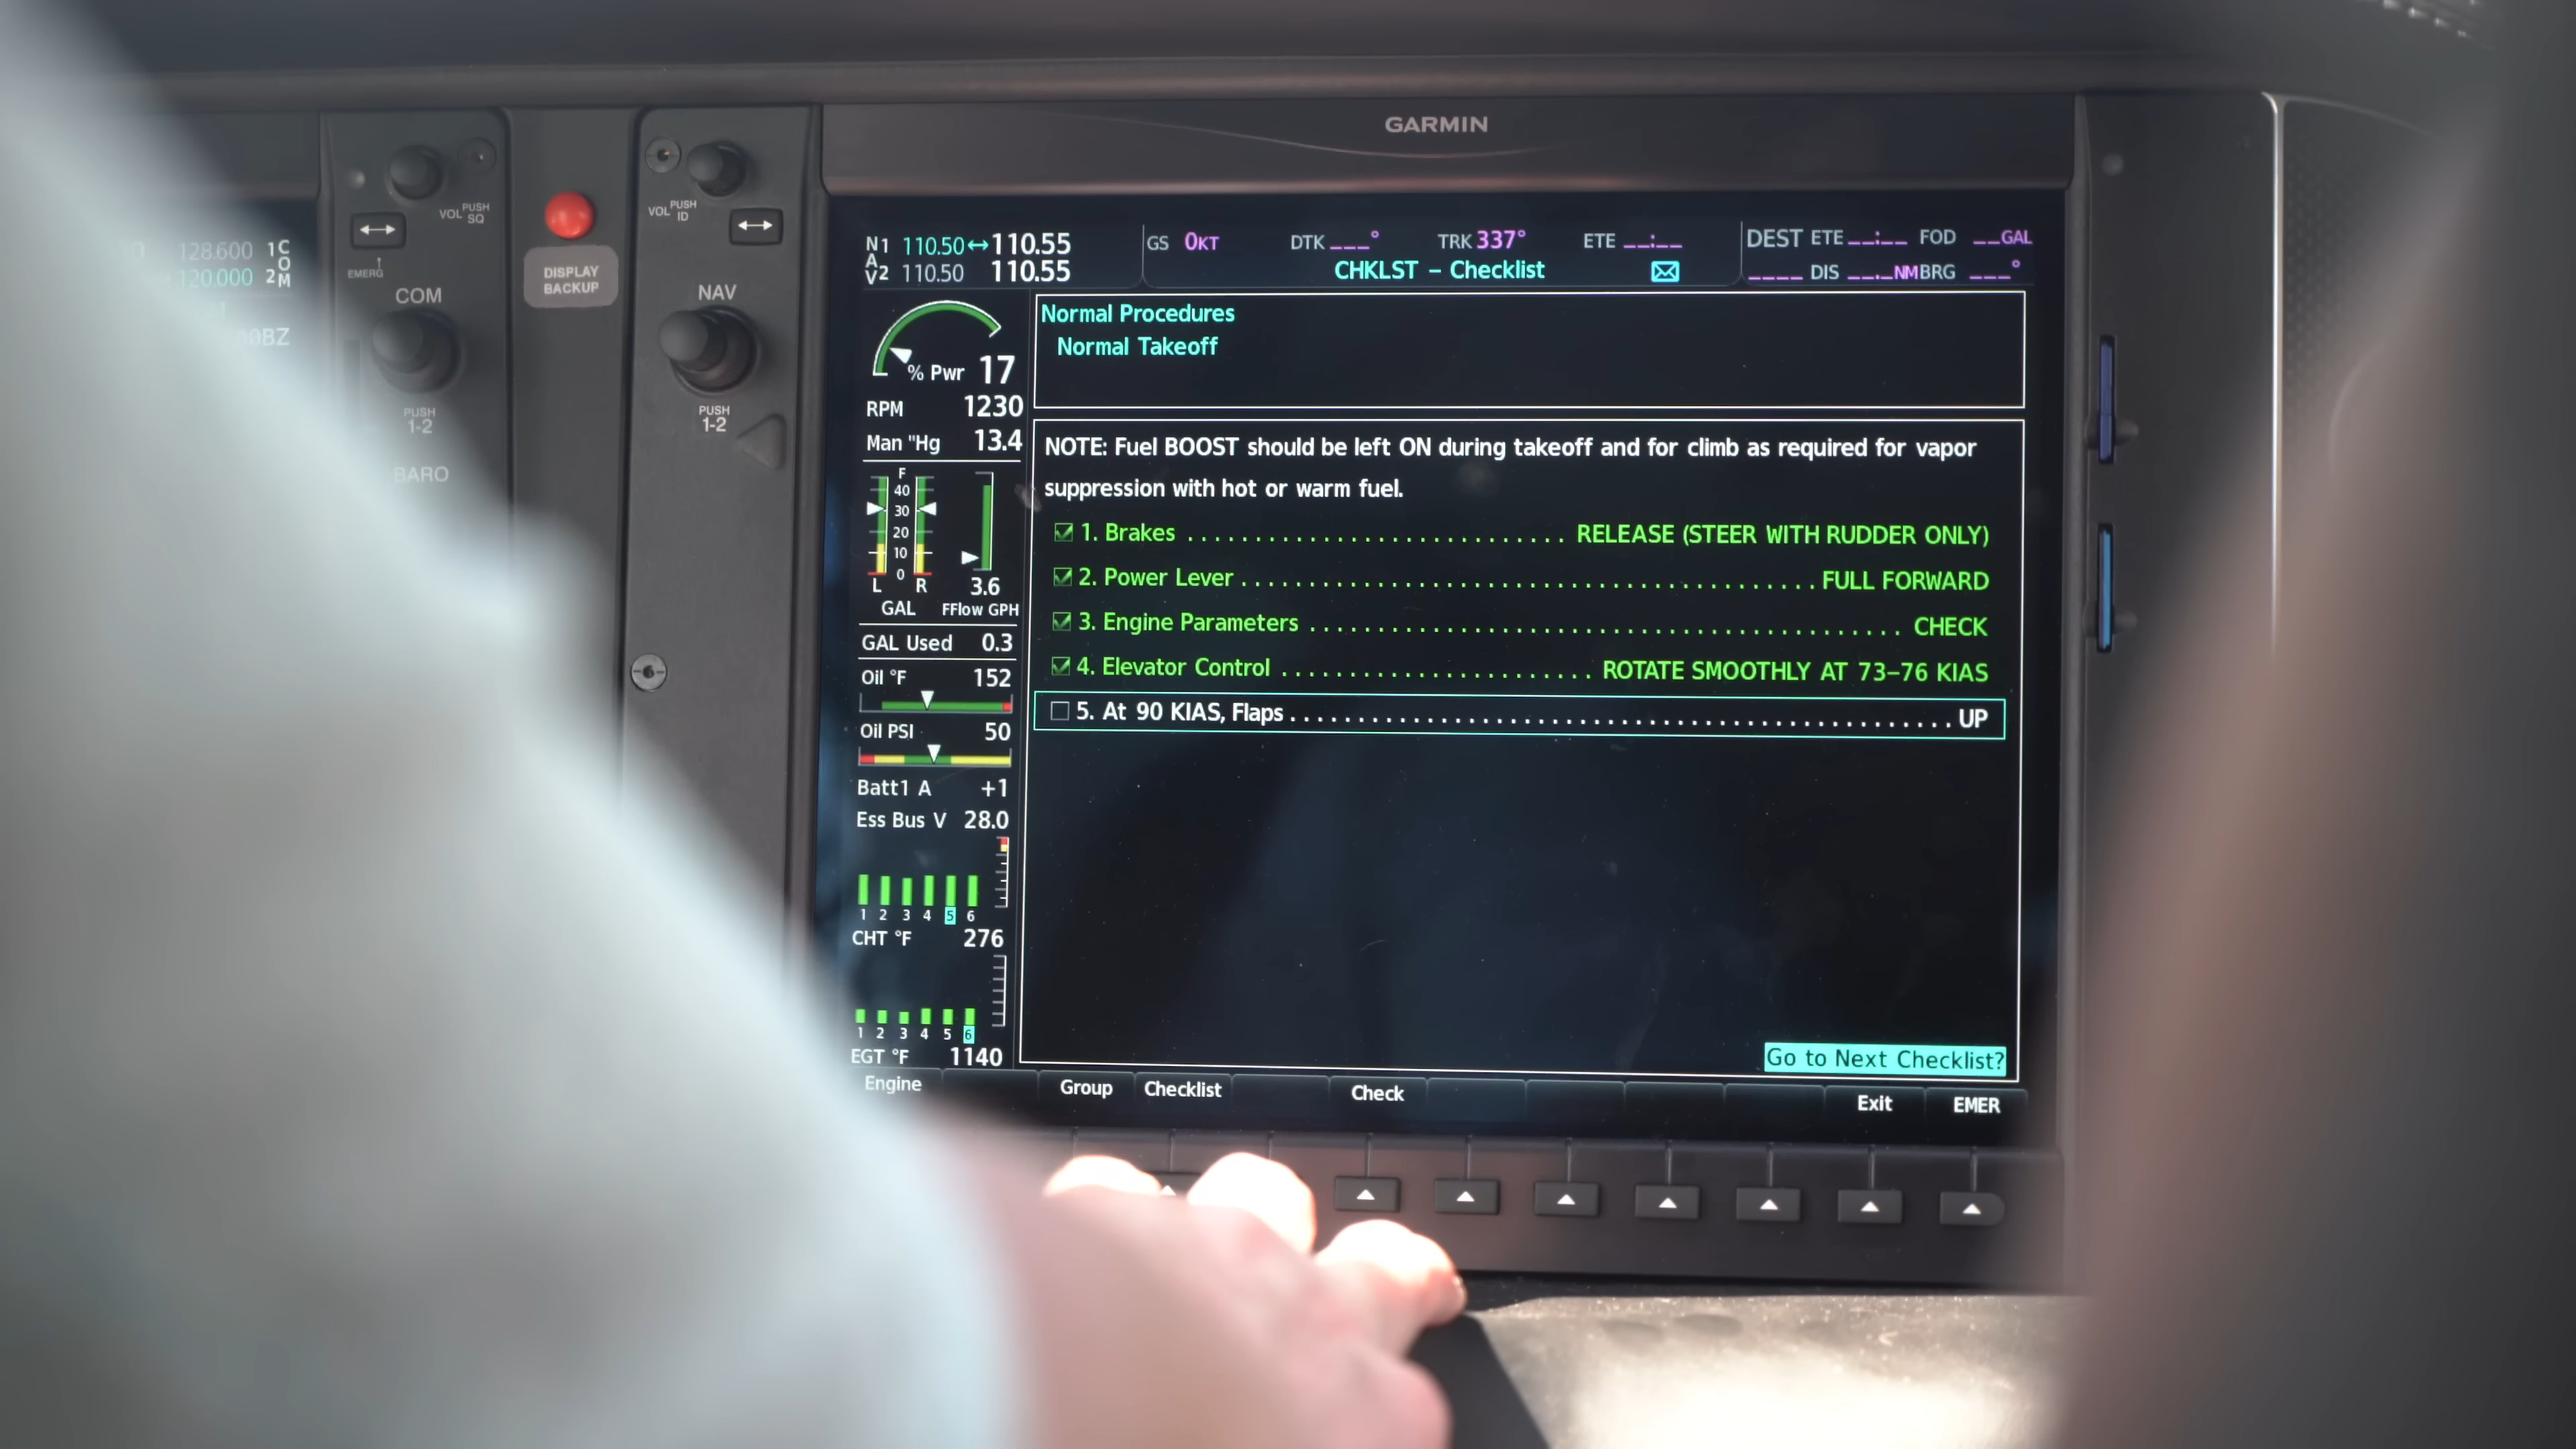 GARMIN
128.600 1
120.000 2
COM
BZ
VOL PUSH SQ
EMERG
COM
PUSH
1-2
BARO
DISPLAY
BACKUP
VOL PUSH ID
NAV
PUSH
1-2
NAV
1 110.50↔110.55
2 110.50 110.55
GS 0KT DTK ___° TRK 337° ETE __:__
CHKLST – Checklist
DEST ETE __:__ FOD __GAL
____ DIS __._NM BRG ___°
% Pwr 17
RPM 1230
Man "Hg 13.4
F
40
30
20
10
0
L R 3.6
GAL FFlow GPH
GAL Used 0.3
Oil °F 152
Oil PSI 50
Batt1 A +1
Ess Bus V 28.0
1 2 3 4 5 6
CHT °F 276
1 2 3 4 5 6
EGT °F 1140
Normal Procedures
Normal Takeoff
NOTE: Fuel BOOST should be left ON during takeoff and for climb as required for vapor
suppression with hot or warm fuel.
1. Brakes ............................ RELEASE (STEER WITH RUDDER ONLY)
2. Power Lever .......................................... FULL FORWARD
3. Engine Parameters ............................................ CHECK
4. Elevator Control ....................... ROTATE SMOOTHLY AT 73–76 KIAS
5. At 90 KIAS, Flaps ................................................. UP
Go to Next Checklist?
Engine Group Checklist Check Exit EMER